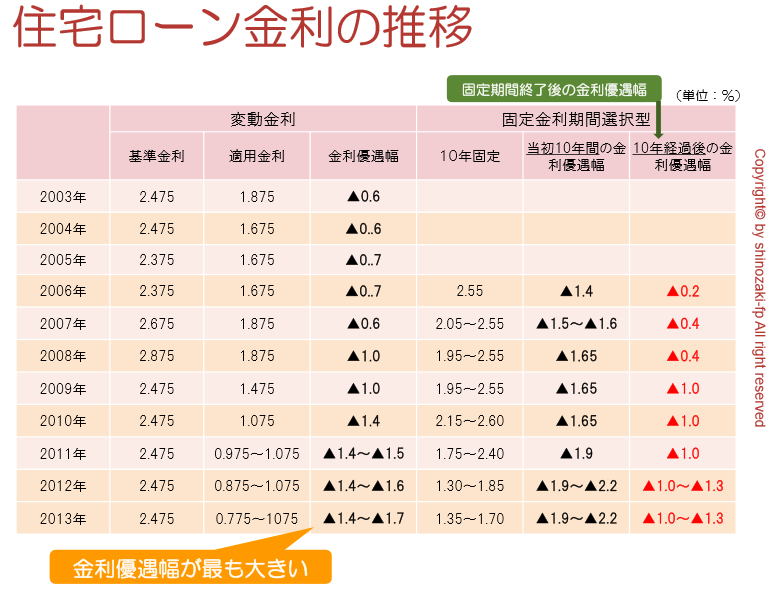 住宅ローン金利の推移
固定期間終了後の金利優遇幅
（単位：％）
変動金利 固定金利期間選択型
基準金利 適用金利 金利優遇幅 10年固定 当初10年間の金利優遇幅 10年経過後の金利優遇幅
2003年 2.475 1.875 ▲0.6
2004年 2.475 1.675 ▲0..6
2005年 2.375 1.675 ▲0..7
2006年 2.375 1.675 ▲0..7 2.55 ▲1.4 ▲0.2
2007年 2.675 1.875 ▲0.6 2.05～2.55 ▲1.5～▲1.6 ▲0.4
2008年 2.875 1.875 ▲1.0 1.95～2.55 ▲1.65 ▲0.4
2009年 2.475 1.475 ▲1.0 1.95～2.55 ▲1.65 ▲1.0
2010年 2.475 1.075 ▲1.4 2.15～2.60 ▲1.65 ▲1.0
2011年 2.475 0.975～1.075 ▲1.4～▲1.5 1.75～2.40 ▲1.9 ▲1.0
2012年 2.475 0.875～1.075 ▲1.4～▲1.6 1.30～1.85 ▲1.9～▲2.2 ▲1.0～▲1.3
2013年 2.475 0.775～1075 ▲1.4～▲1.7 1.35～1.70 ▲1.9～▲2.2 ▲1.0～▲1.3
金利優遇幅が最も大きい
Copyright© by shinozaki-fp All right reserved